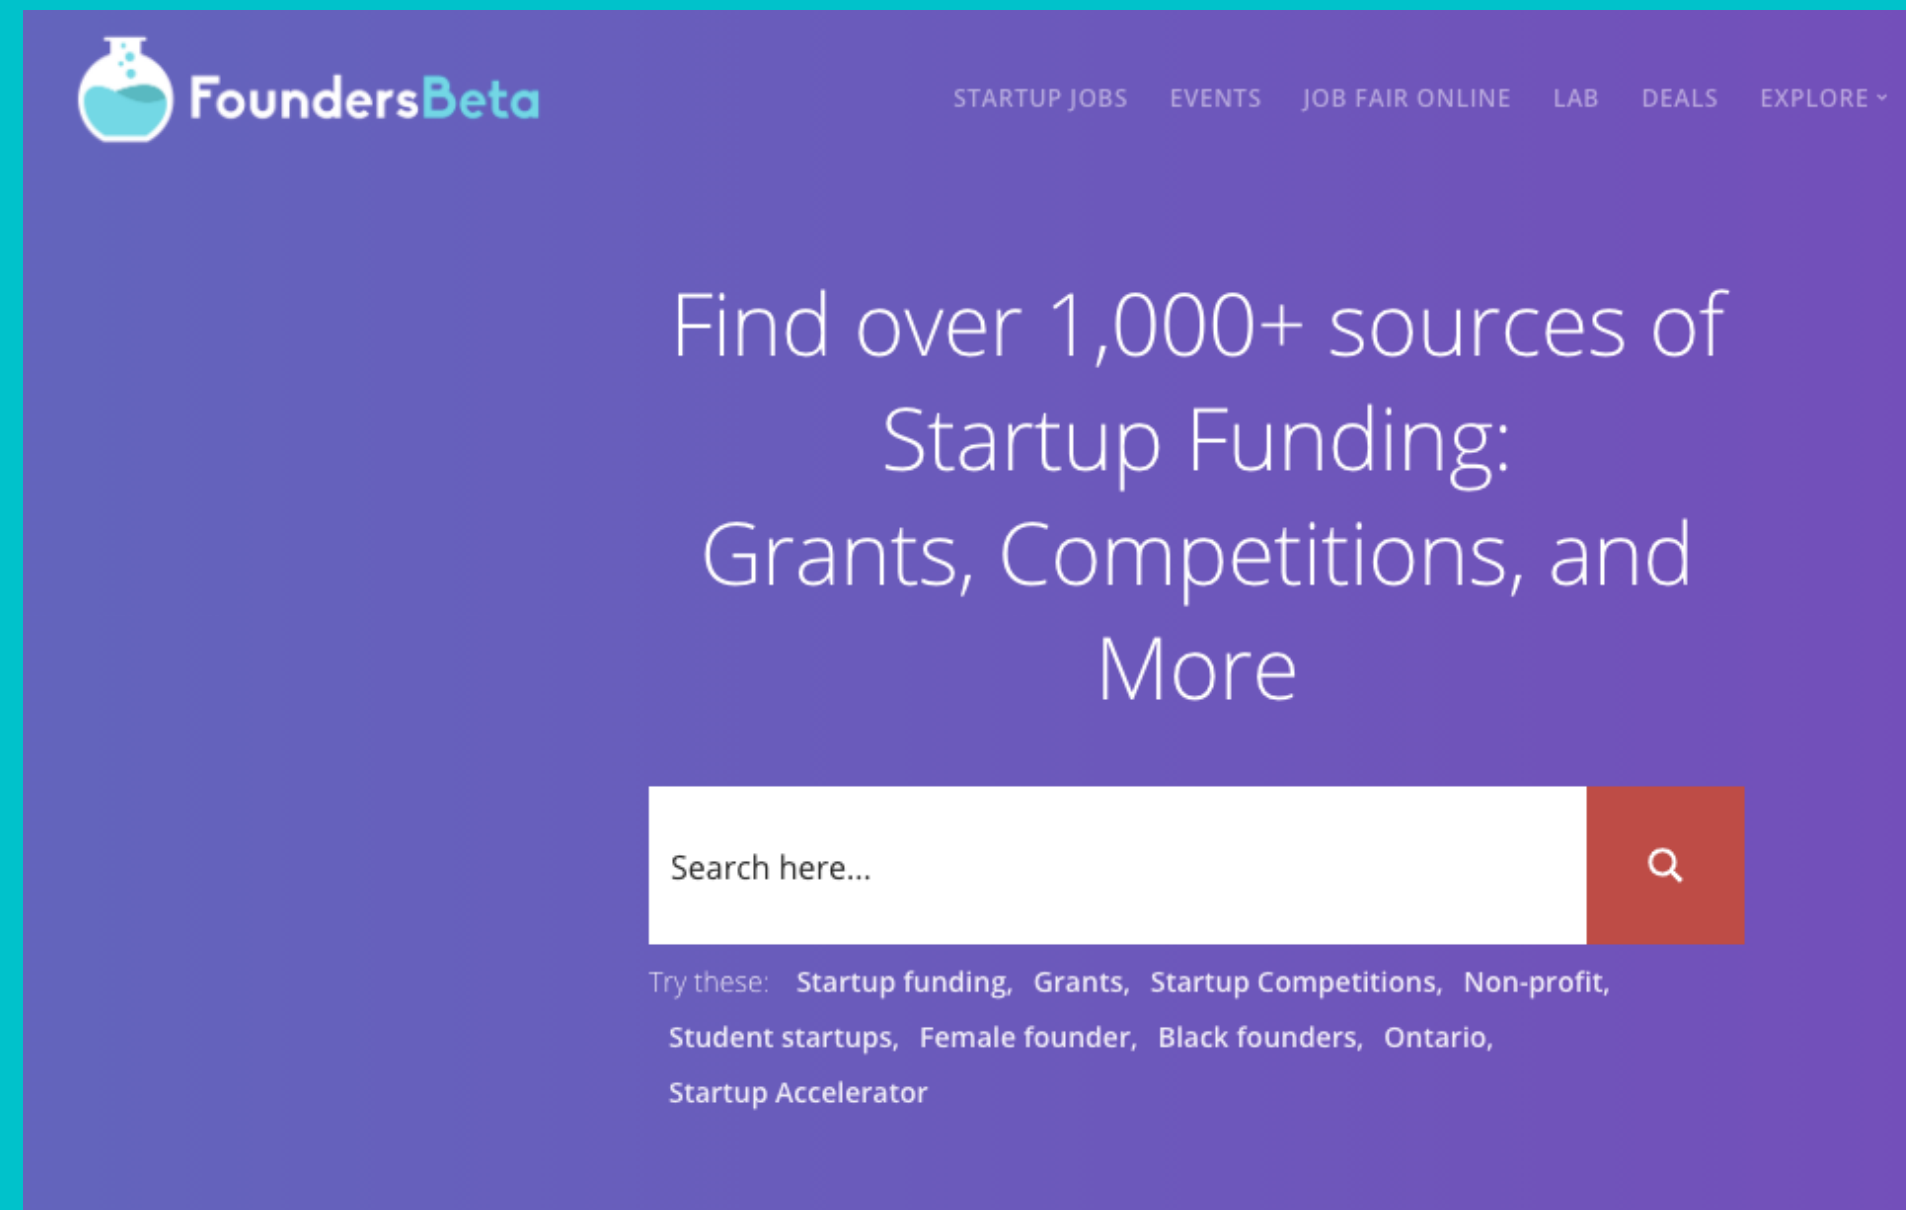 FoundersBeta
STARTUP JOBS EVENTS JOB FAIR ONLINE LAB DEALS EXPLORE
Find over 1,000+ sources of
Startup Funding:
Grants, Competitions, and
More
Search here...
Try these: Startup funding, Grants, Startup Competitions, Non-profit,
Student startups, Female founder, Black founders, Ontario,
Startup Accelerator